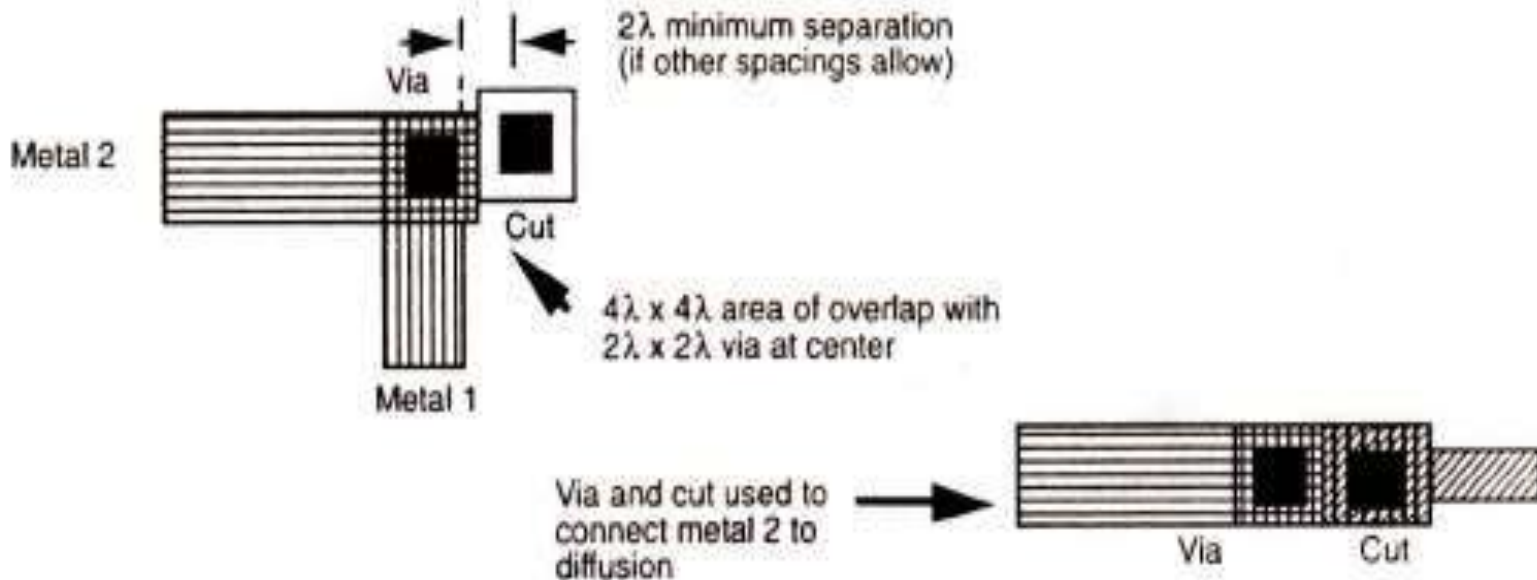 2λ minimum separation
(if other spacings allow)
Via
Metal 2
Cut
4λ x 4λ area of overlap with
2λ x 2λ via at center
Metal 1
Via and cut used to
connect metal 2 to
diffusion
Via
Cut